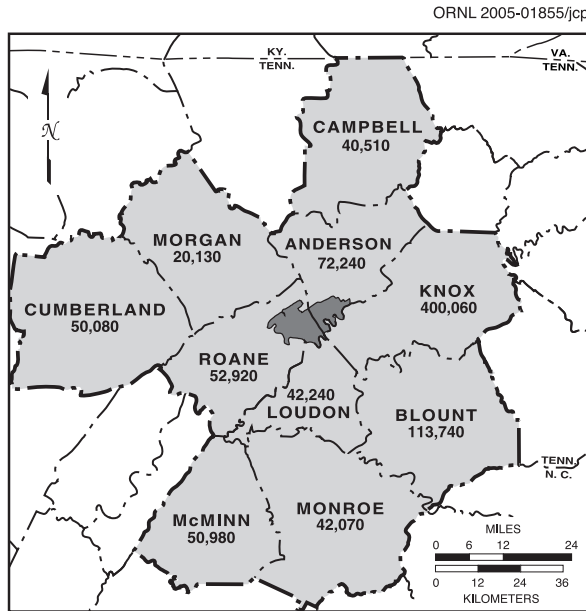 ORNL 2005-01855/jcp
KY.
TENN.
VA.
TENN.
N
CAMPBELL
40,510
MORGAN
20,130
ANDERSON
72,240
CUMBERLAND
50,080
KNOX
400,060
ROANE
52,920
42,240
LOUDON
BLOUNT
113,740
TENN.
N. C.
McMINN
50,980
MONROE
42,070
MILES
0 6 12 24
0 12 24 36
KILOMETERS